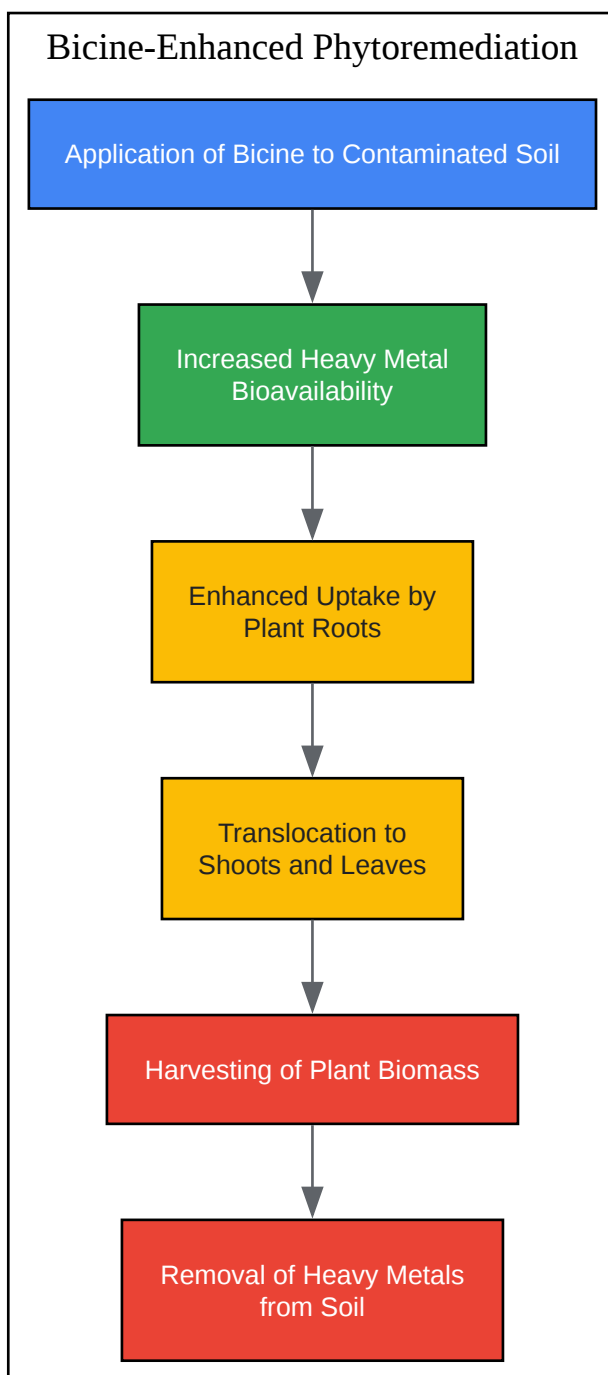 Bicine-Enhanced Phytoremediation
Application of Bicine to Contaminated Soil
Increased Heavy Metal
Bioavailability
Enhanced Uptake by
Plant Roots
Translocation to
Shoots and Leaves
Harvesting of Plant Biomass
Removal of Heavy Metals
from Soil